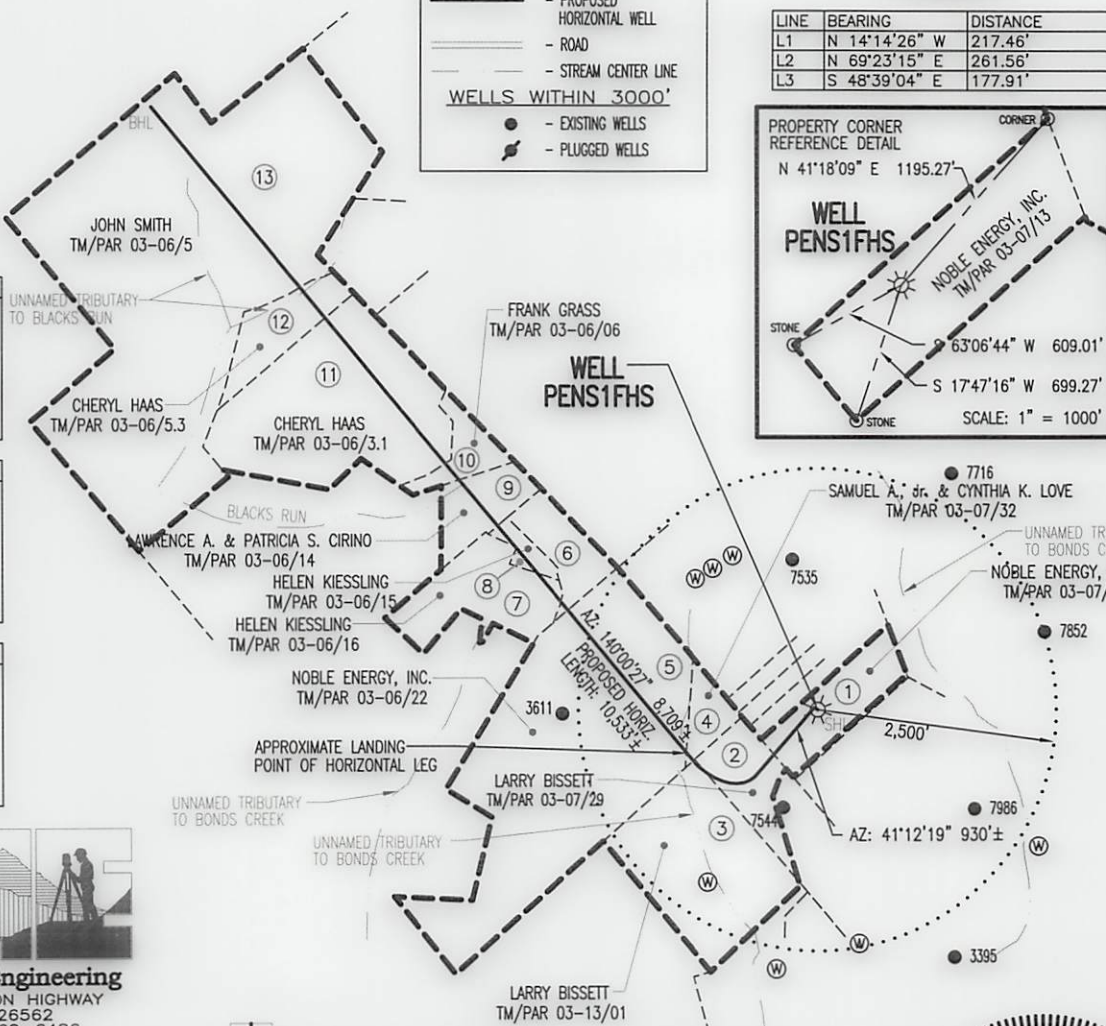 - PROPOSED
HORIZONTAL WELL
- ROAD
- STREAM CENTER LINE
WELLS WITHIN 3000'
- EXISTING WELLS
- PLUGGED WELLS
LINE BEARING DISTANCE
L1 N 14°14'26" W 217.46'
L2 N 69°23'15" E 261.56'
L3 S 48°39'04" E 177.91'
PROPERTY CORNER
REFERENCE DETAIL
CORNER
N 41°18'09" E 1195.27'
WELL
PENS1FHS
NOBLE ENERGY, INC.
TM/PAR 03-07/13
STONE
S 63°06'44" W 609.01'
S 17°47'16" W 699.27'
STONE
SCALE: 1" = 1000'
BHL
13
JOHN SMITH
TM/PAR 03-06/5
UNNAMED TRIBUTARY
TO BLACKS RUN
12
FRANK GRASS
TM/PAR 03-06/06
WELL
PENS1FHS
11
CHERYL HAAS
TM/PAR 03-06/5.3
CHERYL HAAS
TM/PAR 03-06/3.1
10
9
7716
SAMUEL A., Jr. & CYNTHIA K. LOVE
TM/PAR 03-07/32
BLACKS RUN
LAWRENCE A. & PATRICIA S. CIRINO
TM/PAR 03-06/14
UNNAMED TR
TO BONDS C
6
7535
W W W
HELEN KIESSLING
TM/PAR 03-06/15
8
7
NOBLE ENERGY,
TM/PAR 03-07/
HELEN KIESSLING
TM/PAR 03-06/16
7852
AZ: 140°00'27" 8,709'±
PROPOSED HORIZ.
LENGTH: 10,533'±
5
NOBLE ENERGY, INC.
TM/PAR 03-06/22
1
3611
4
SHL
2,500'
APPROXIMATE LANDING
POINT OF HORIZONTAL LEG
2
LARRY BISSETT
TM/PAR 03-07/29
UNNAMED TRIBUTARY
TO BONDS CREEK
7544
7986
3
AZ: 41°12'19" 930'±
UNNAMED TRIBUTARY
TO BONDS CREEK
W
W
W
3395
W
ngineering
ON HIGHWAY
26562
LARRY BISSETT
TM/PAR 03-13/01